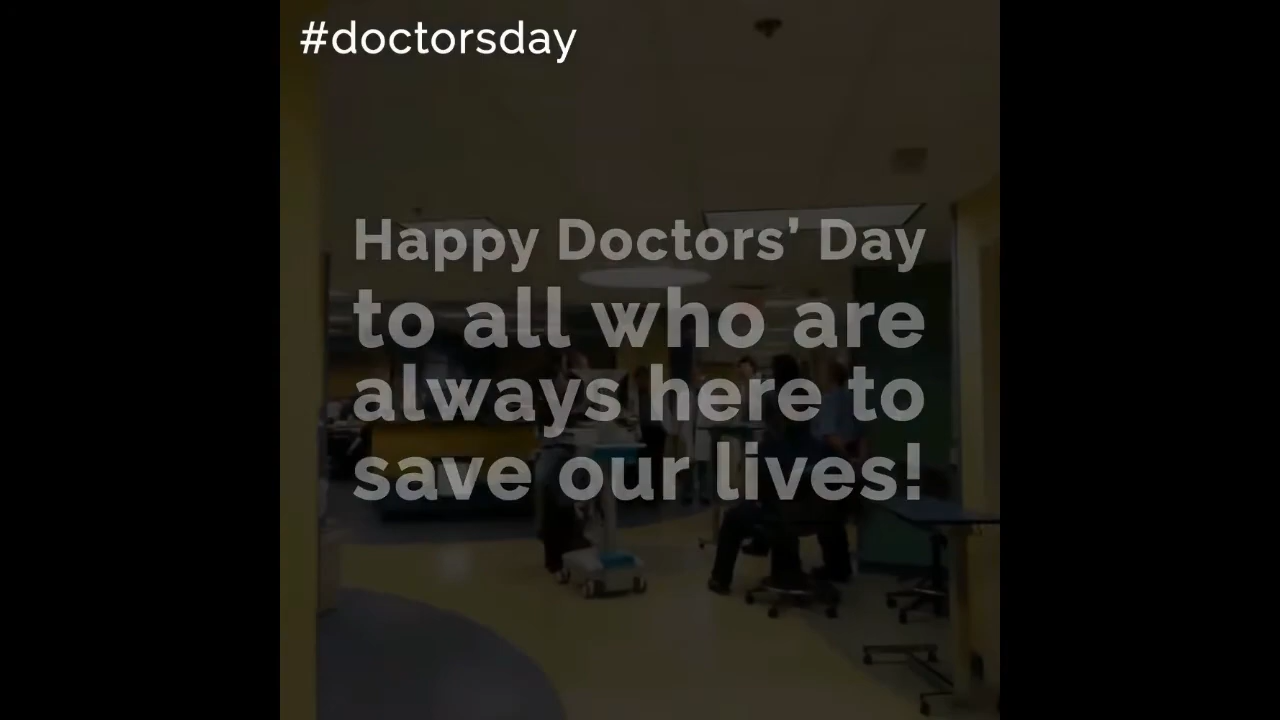 #doctorsday
Happy Doctors’ Day
to all who are
always here to
save our lives!